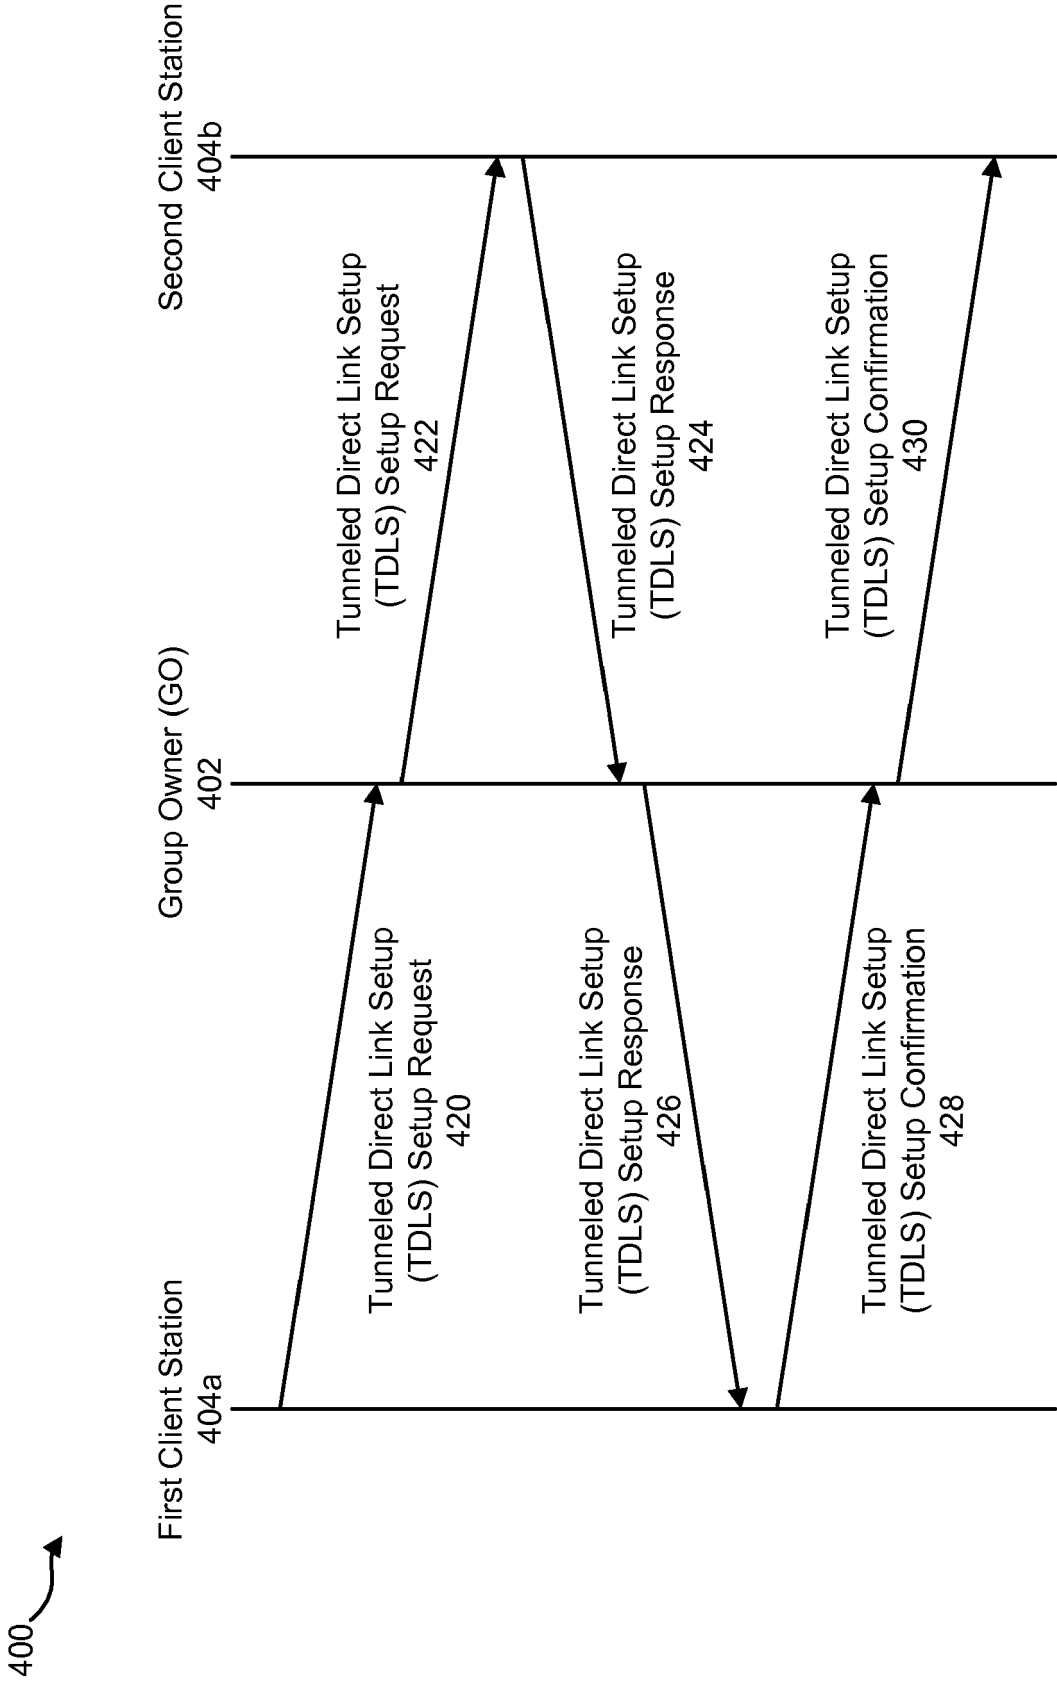 400
First Client Station
404a
Group Owner (GO)
402
Second Client Station
404b
Tunneled Direct Link Setup
(TDLS) Setup Request
420
Tunneled Direct Link Setup
(TDLS) Setup Request
422
Tunneled Direct Link Setup
(TDLS) Setup Response
424
Tunneled Direct Link Setup
(TDLS) Setup Response
426
Tunneled Direct Link Setup
(TDLS) Setup Confirmation
428
Tunneled Direct Link Setup
(TDLS) Setup Confirmation
430